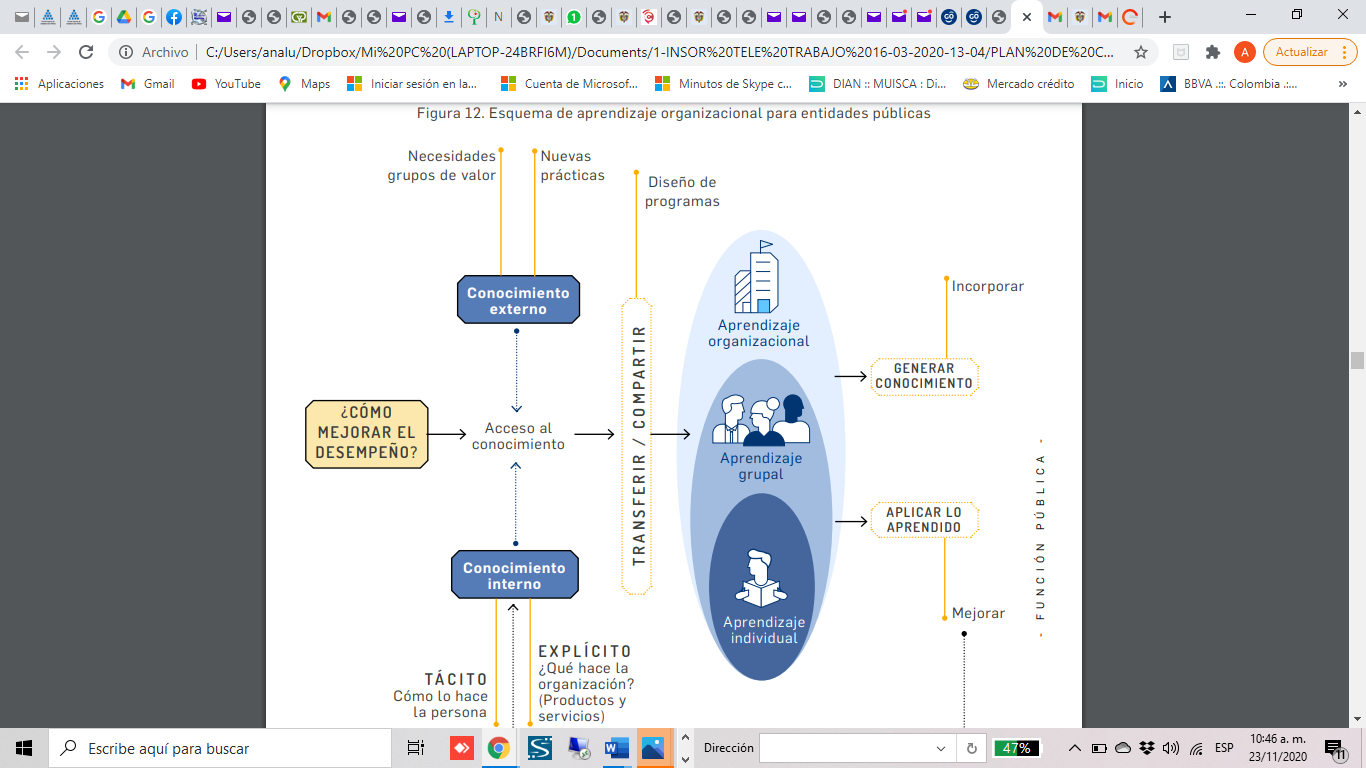 Archivo
C:/Users/analu/Dropbox/Mi%20PC%20(LAPTOP-24BRFI6M)/Documents/1-INSOR%20TELE%20TRABAJO%2016-03-2020-13-04/PLAN%20DE%20C...
A
Actualizar
Aplicaciones
Gmail
YouTube
Maps
Iniciar sesión en la...
Cuenta de Microsof...
Minutos de Skype c...
DIAN :: MUISCA : Di...
Mercado crédito
Inicio
BBVA .::. Colombia .:...
»
Figura 12. Esquema de aprendizaje organizacional para entidades públicas
Necesidades
grupos de valor
Nuevas
prácticas
Diseño de
programas
Conocimiento
externo
¿CÓMO
MEJORAR EL
DESEMPEÑO?
Acceso al
conocimiento
TRANSFERIR / COMPARTIR
Aprendizaje
organizacional
Aprendizaje
grupal
Aprendizaje
individual
Incorporar
GENERAR
CONOCIMIENTO
APLICAR LO
APRENDIDO
Mejorar
- FUNCIÓN PÚBLICA -
Conocimiento
interno
TÁCITO
Cómo lo hace
la persona
EXPLÍCITO
¿Qué hace la
organización?
(Productos y
servicios)
Escribe aquí para buscar
Dirección
47%
ESP
10:46 a. m.
23/11/2020
11